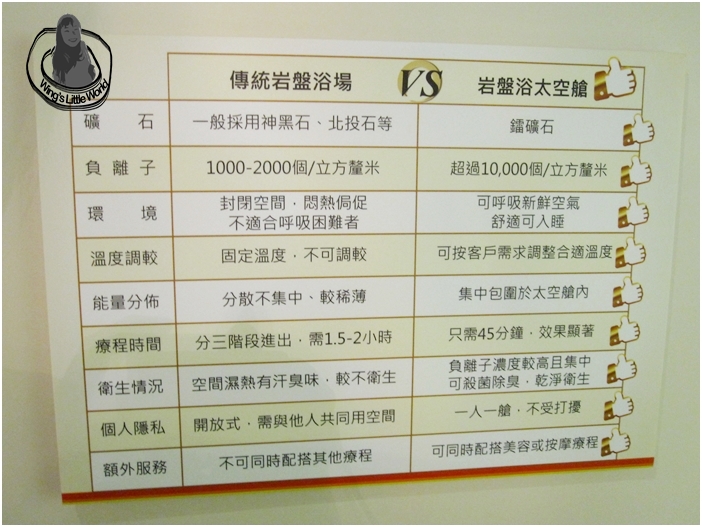 Wing's Little World
傳統岩盤浴場 VS 岩盤浴太空艙
礦 石 一般採用神黑石、北投石等 鐳礦石
負 離 子 1000-2000個/立方釐米 超過10,000個/立方釐米
環 境 封閉空間，悶熱侷促 可呼吸新鮮空氣
不適合呼吸困難者 舒適可入睡
溫度調較 固定溫度，不可調較 可按客戶需求調整合適溫度
能量分佈 分散不集中、較稀薄 集中包圍於太空艙內
療程時間 分三階段進出，需1.5-2小時 只需45分鐘，效果顯著
衛生情況 空間濕熱有汗臭味，較不衛生 負離子濃度較高且集中
可殺菌除臭，乾淨衛生
個人隱私 開放式，需與他人共同用空間 一人一艙，不受打擾
額外服務 不可同時配搭其他療程 可同時配搭美容或按摩療程